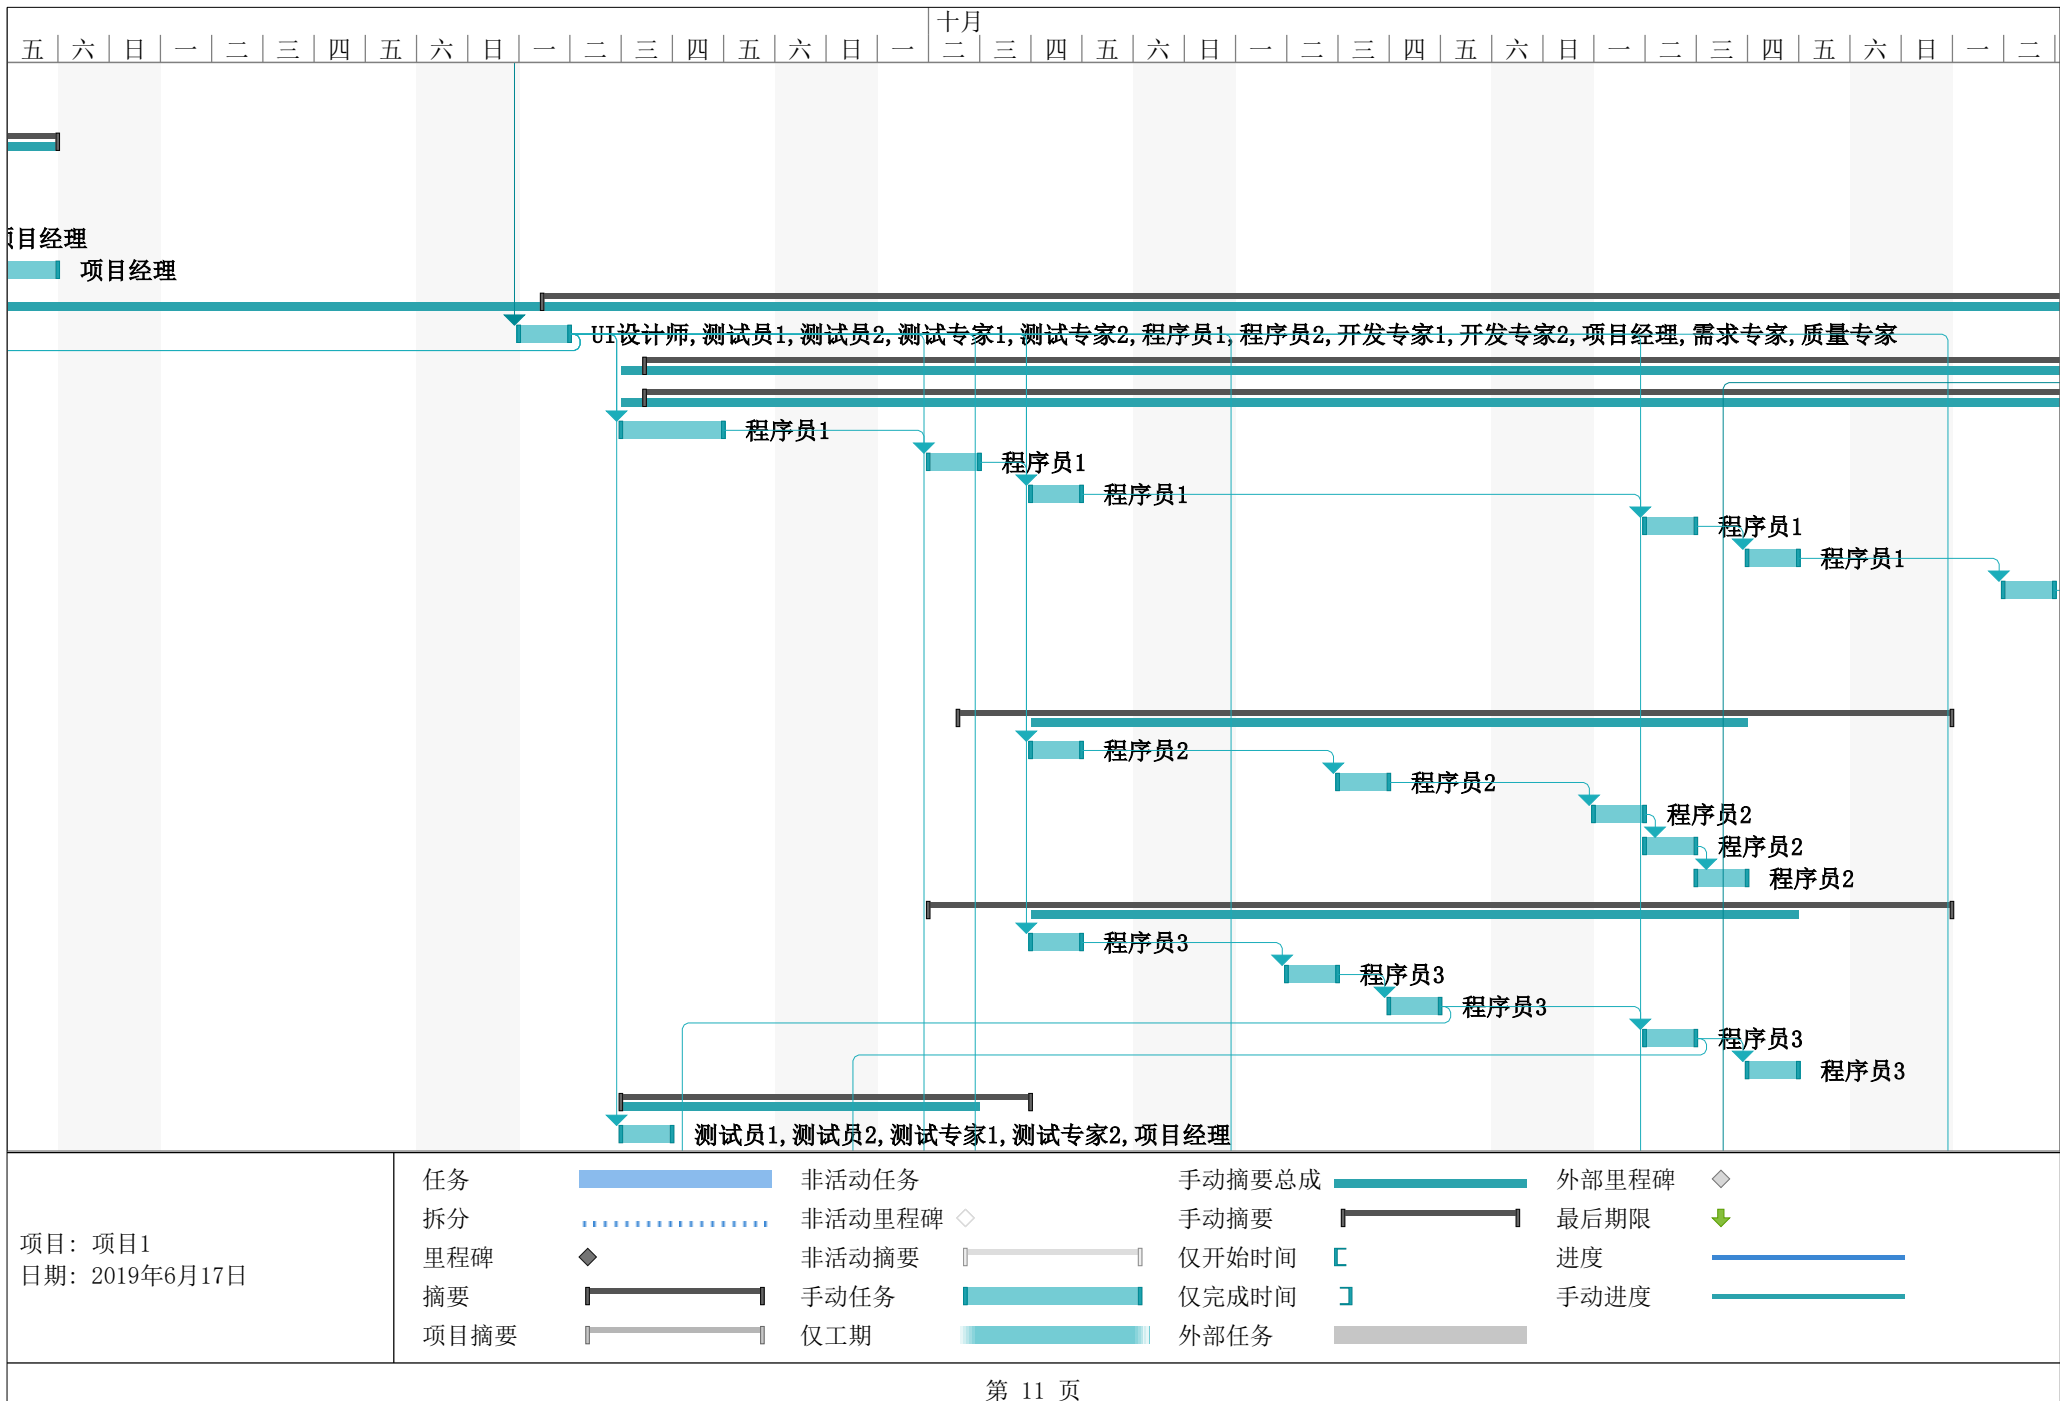 十月
五 六 日 一 二 三 四 五 六 日 一 二 三 四 五 六 日 一 二 三 四 五 六 日 一 二 三 四 五 六 日 一 二 三 四 五 六 日 一 二
项目经理
项目经理
UI设计师,测试员1,测试员2,测试专家1,测试专家2,程序员1,程序员2,开发专家1,开发专家2,项目经理,需求专家,质量专家
程序员1
程序员1
程序员1
程序员1
程序员1
程序员2
程序员2
程序员2
程序员2
程序员2
程序员3
程序员3
程序员3
程序员3
程序员3
测试员1,测试员2,测试专家1,测试专家2,项目经理
项目: 项目1
日期: 2019年6月17日
任务
拆分
里程碑
摘要
项目摘要
非活动任务
非活动里程碑
非活动摘要
手动任务
仅工期
手动摘要总成
手动摘要
仅开始时间
仅完成时间
外部任务
外部里程碑
最后期限
进度
手动进度
第 11 页